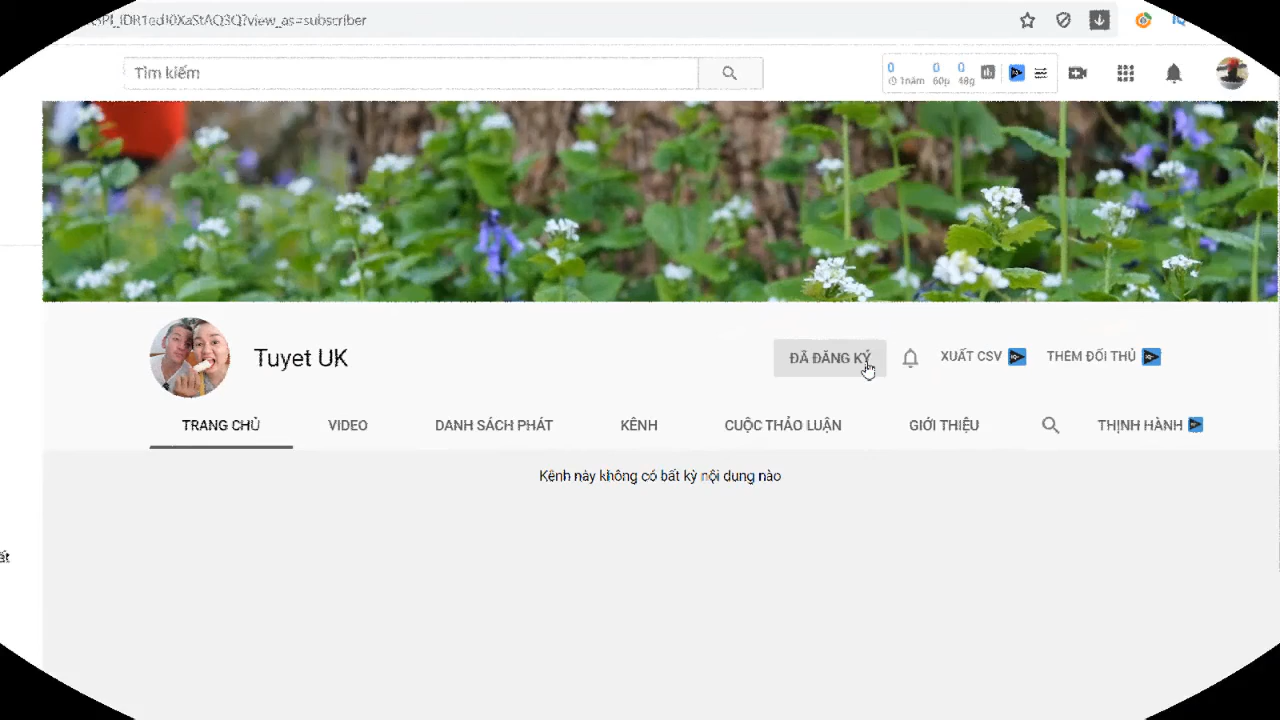 ?view_as=subscriber
Tìm kiếm
0 0 0
1năm 60p 48g
Tuyet UK
ĐÃ ĐĂNG KÝ
XUẤT CSV
THÊM ĐỐI THỦ
TRANG CHỦ
VIDEO
DANH SÁCH PHÁT
KÊNH
CUỘC THẢO LUẬN
GIỚI THIỆU
THỊNH HÀNH
Kênh này không có bất kỳ nội dung nào